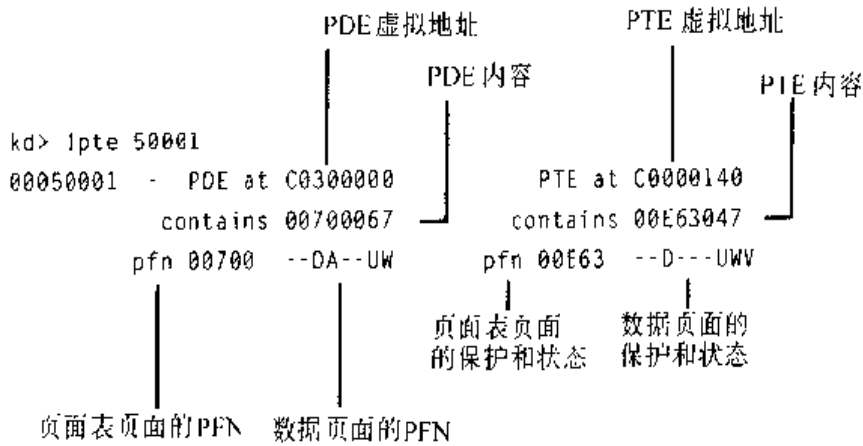 PDE虚拟地址 PTE 虚拟地址
PDE内容 PTE内容
kd> 1pte 50001
00050001 - PDE at C0300000 PTE at C0000140
contains 00700067 contains 00E63047
pfn 00700 --DA--UW pfn 00E63 --D---UWV
页面表页面的保护和状态 数据页面的保护和状态
页面表页面的PFN 数据页面的PFN